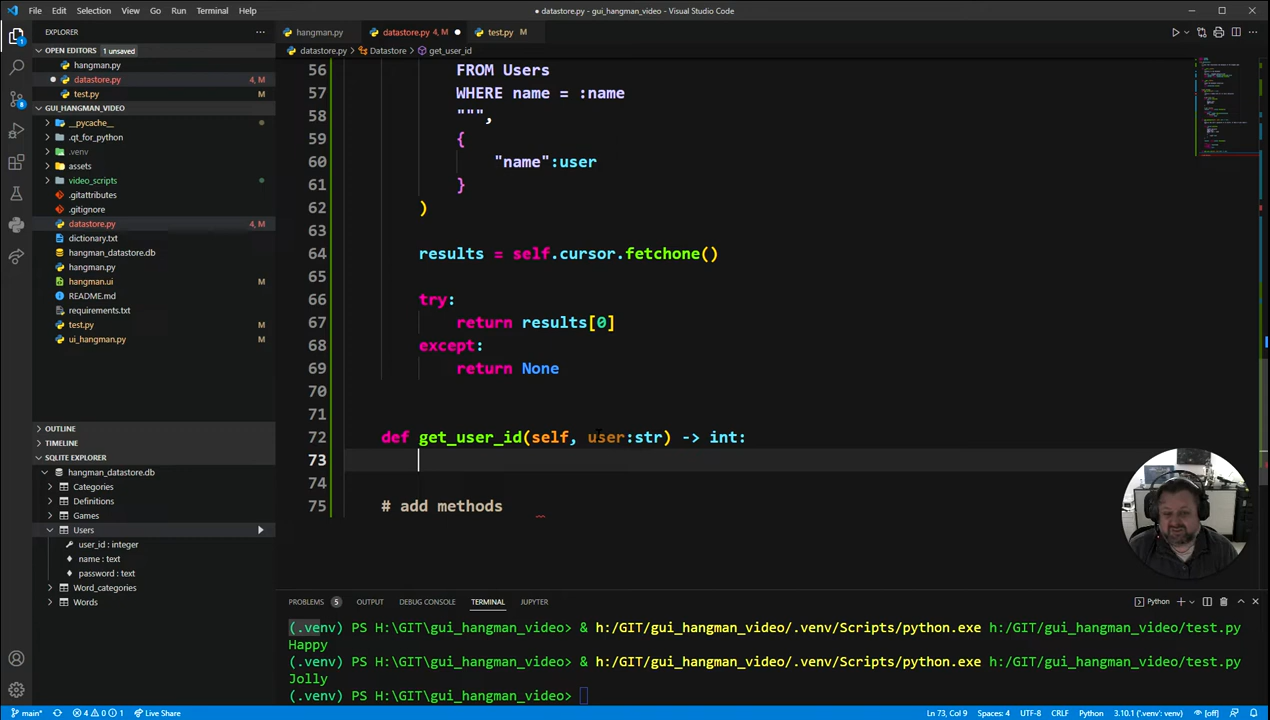 File Edit Selection View Go Run Terminal Help
● datastore.py - gui_hangman_video - Visual Studio Code
EXPLORER
OPEN EDITORS 1 unsaved
hangman.py
datastore.py 4, M
test.py M
GUI_HANGMAN_VIDEO
__pycache__
.qt_for_python
.venv
assets
video_scripts
.gitattributes
.gitignore
datastore.py 4, M
dictionary.txt
hangman_datastore.db
hangman.py
hangman.ui M
README.md
requirements.txt
test.py M
ui_hangman.py M
OUTLINE
TIMELINE
SQLITE EXPLORER
hangman_datastore.db
Categories
Definitions
Games
Users
user_id : integer
name : text
password : text
Word_categories
Words
hangman.py datastore.py 4, M ● test.py M
datastore.py > Datastore > get_user_id
56 FROM Users
57 WHERE name = :name
58 """,
59 {
60 "name":user
61 }
62 )
63
64 results = self.cursor.fetchone()
65
66 try:
67 return results[0]
68 except:
69 return None
70
71
72 def get_user_id(self, user:str) -> int:
73
74
75 # add methods
PROBLEMS 5 OUTPUT DEBUG CONSOLE TERMINAL JUPYTER
Python
(.venv) PS H:\GIT\gui_hangman_video> & h:/GIT/gui_hangman_video/.venv/Scripts/python.exe h:/GIT/gui_hangman_video/test.py
Happy
(.venv) PS H:\GIT\gui_hangman_video> & h:/GIT/gui_hangman_video/.venv/Scripts/python.exe h:/GIT/gui_hangman_video/test.py
Jolly
(.venv) PS H:\GIT\gui_hangman_video>
main* 4 0 1 Live Share Ln 73, Col 9 Spaces: 4 UTF-8 CRLF Python 3.10.1 ('.venv': venv) [off]